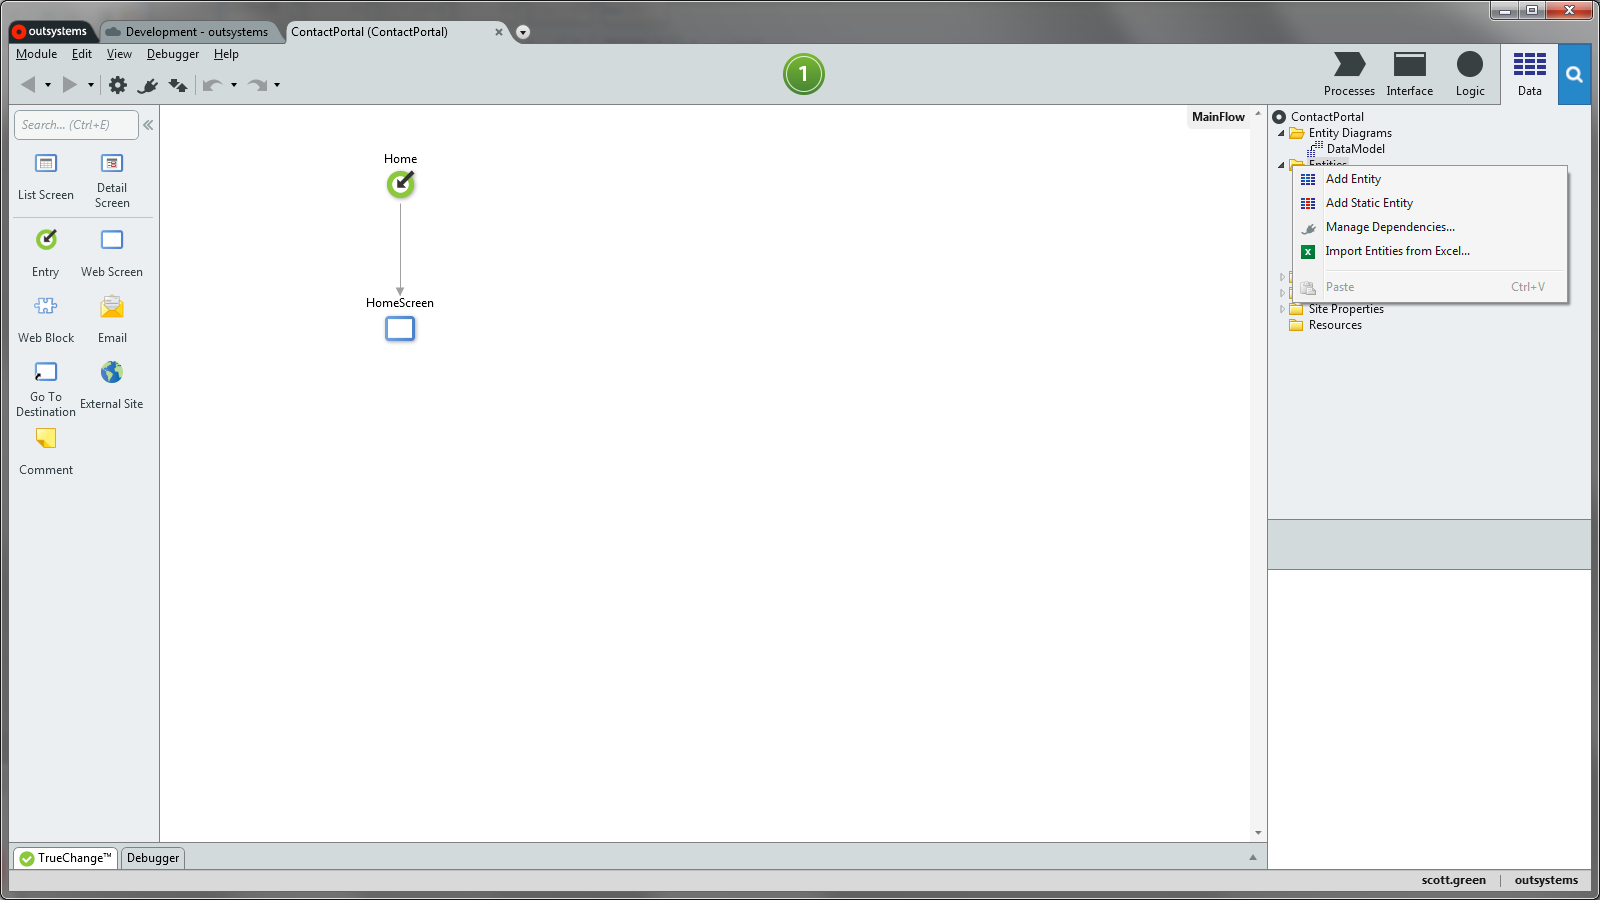 outsystems
Development - outsystems
ContactPortal (ContactPortal)
Module Edit View Debugger Help
1
Processes Interface Logic Data
Search... (Ctrl+E)
List Screen
Detail Screen
Entry
Web Screen
Web Block
Email
Go To Destination
External Site
Comment
MainFlow
Home
HomeScreen
ContactPortal
Entity Diagrams
DataModel
Entities
Add Entity
Add Static Entity
Manage Dependencies...
Import Entities from Excel...
Paste Ctrl+V
Site Properties
Resources
TrueChange™ Debugger
scott.green | outsystems